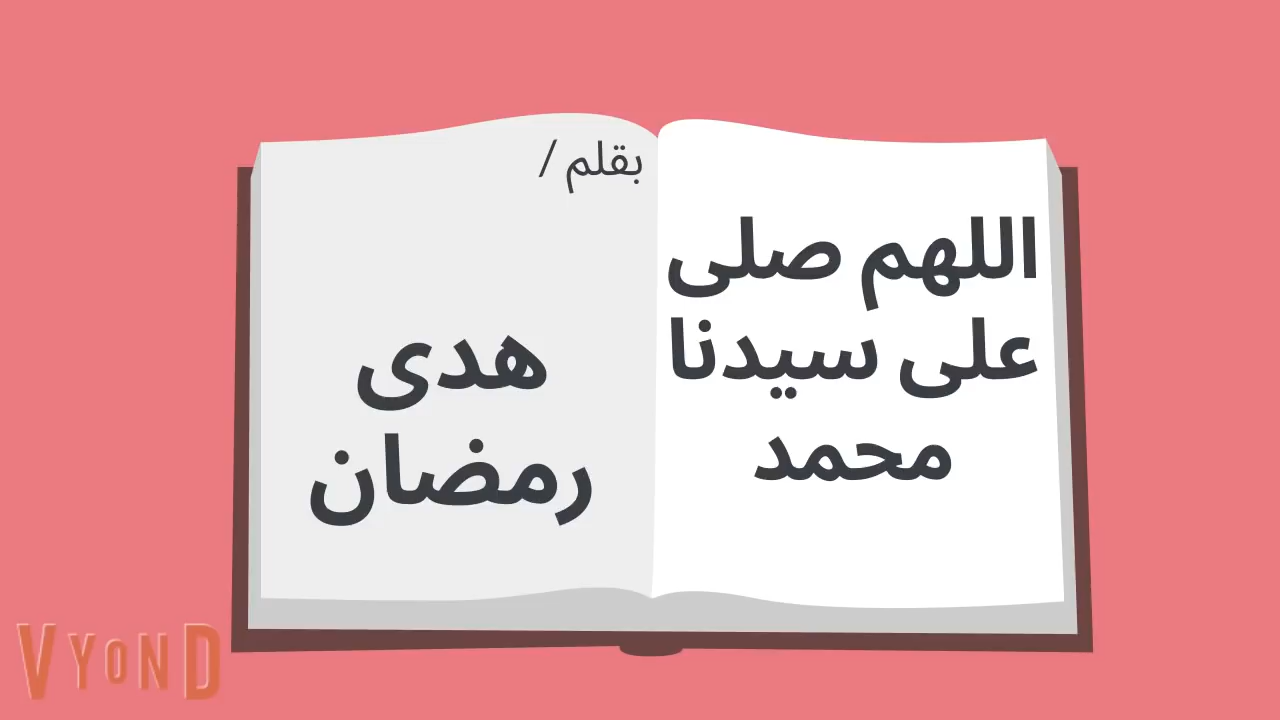 اللهم صلى
على سيدنا
محمد
بقلم /
هدى
رمضان
VYOND